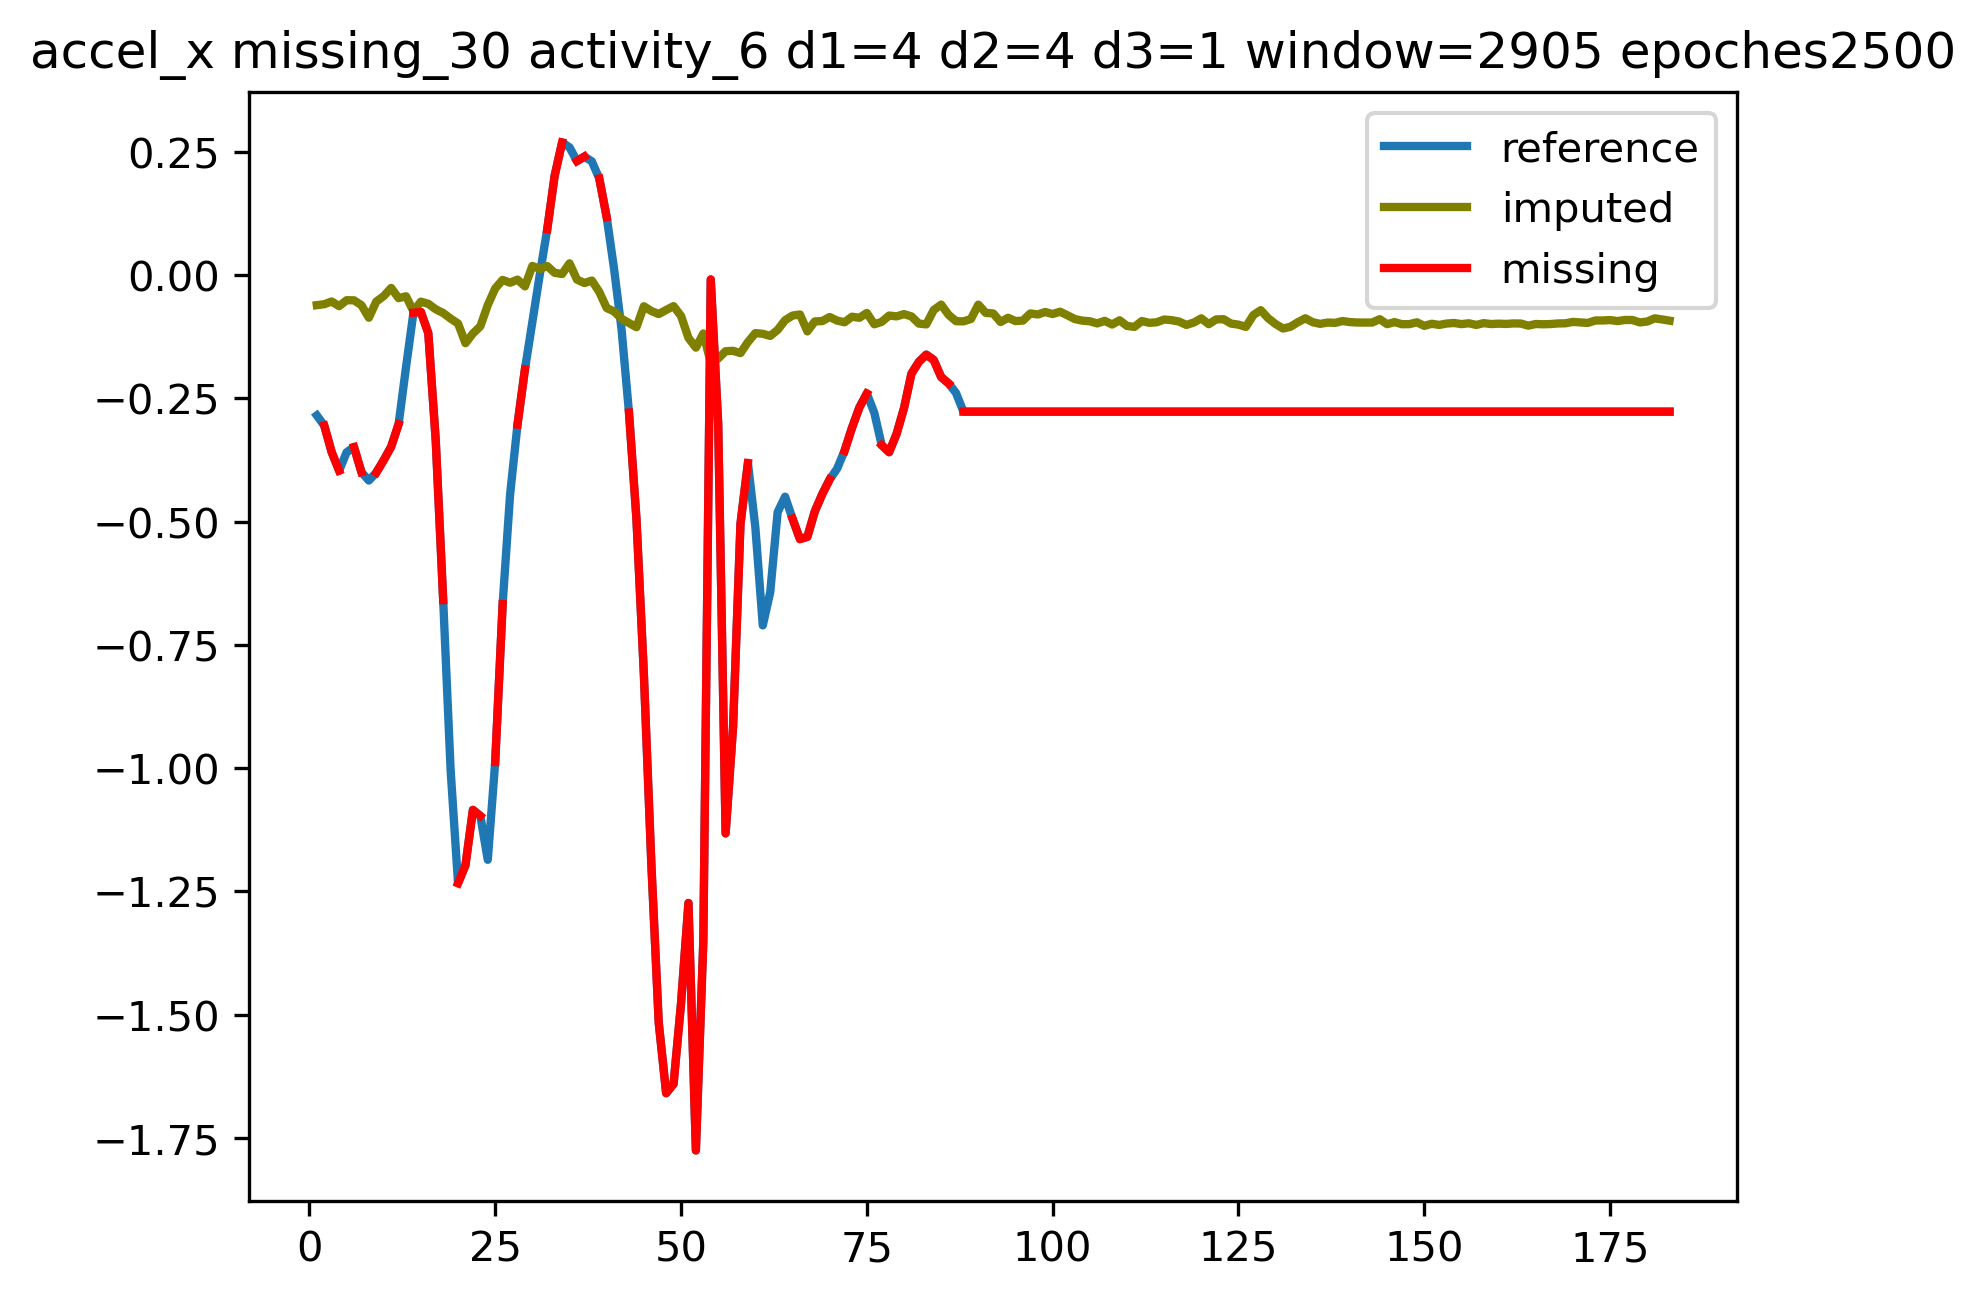 accel_x missing_30 activity_6 d1=4 d2=4 d3=1 window=2905 epoches2500
reference
imputed
missing
0.25
0.00
−0.25
−0.50
−0.75
−1.00
−1.25
−1.50
−1.75
0 25 50 75 100 125 150 175